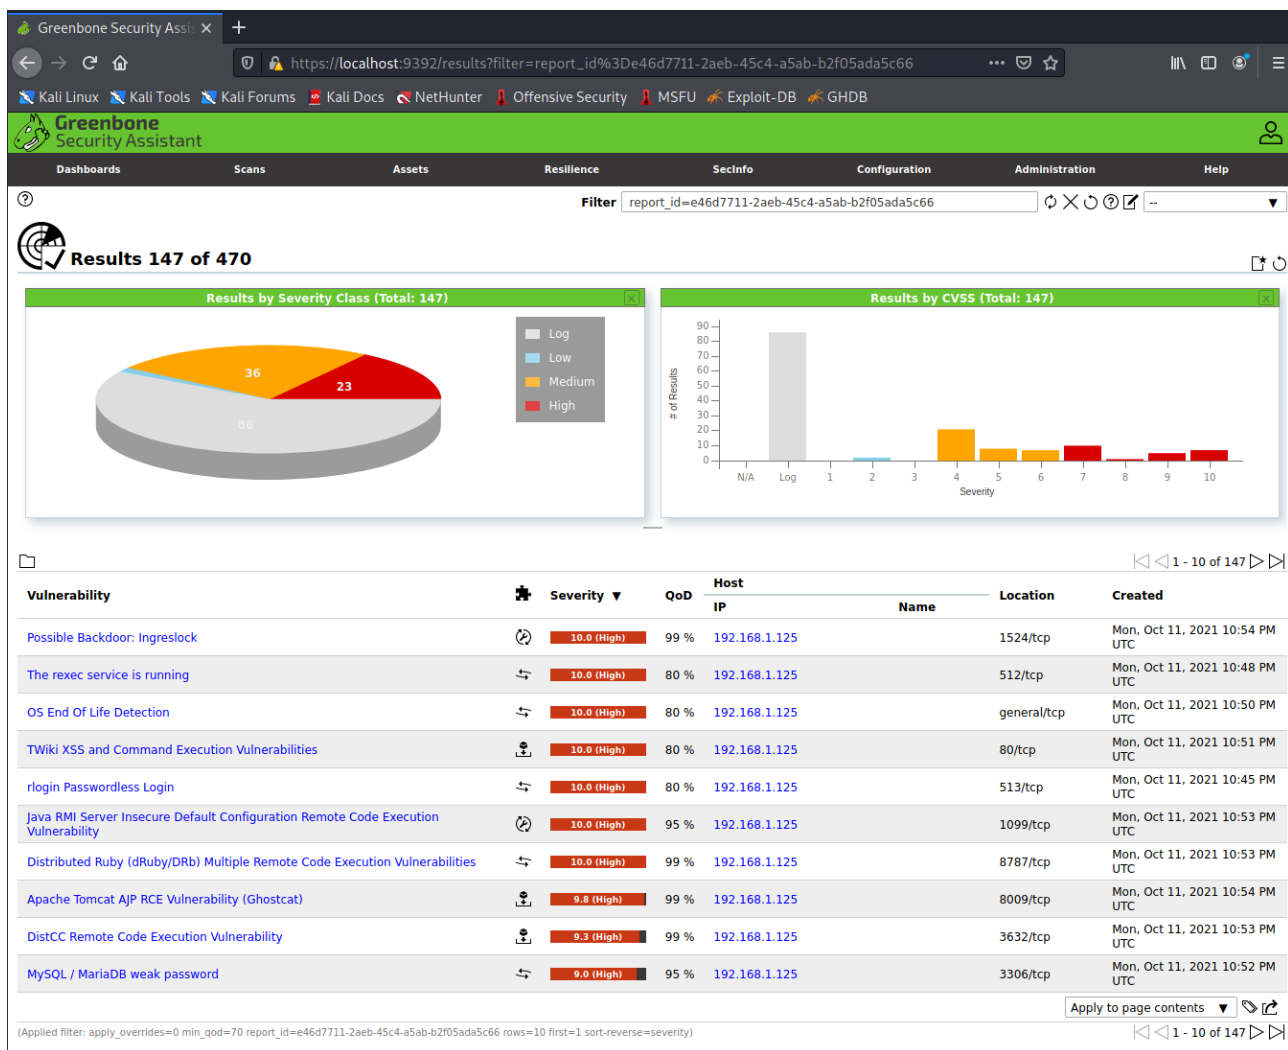 Greenbone Security Assis
https://localhost:9392/results?filter=report_id%3De46d7711-2aeb-45c4-a5ab-b2f05ada5c66
Kali Linux Kali Tools Kali Forums Kali Docs NetHunter Offensive Security MSFU Exploit-DB GHDB
Greenbone
Security Assistant
Dashboards Scans Assets Resilience SecInfo Configuration Administration Help
Filter report_id=e46d7711-2aeb-45c4-a5ab-b2f05ada5c66 --
Results 147 of 470
Results by Severity Class (Total: 147)
Log
Low
Medium
High
36
23
86
Results by CVSS (Total: 147)
# of Results
90
80
70
60
50
40
30
20
10
0
N/A Log 1 2 3 4 5 6 7 8 9 10
Severity
1 - 10 of 147
Vulnerability Severity ▼ QoD Host Location Created
IP Name
Possible Backdoor: Ingreslock 10.0 (High) 99 % 192.168.1.125 1524/tcp Mon, Oct 11, 2021 10:54 PM
UTC
The rexec service is running 10.0 (High) 80 % 192.168.1.125 512/tcp Mon, Oct 11, 2021 10:48 PM
UTC
OS End Of Life Detection 10.0 (High) 80 % 192.168.1.125 general/tcp Mon, Oct 11, 2021 10:50 PM
UTC
TWiki XSS and Command Execution Vulnerabilities 10.0 (High) 80 % 192.168.1.125 80/tcp Mon, Oct 11, 2021 10:51 PM
UTC
rlogin Passwordless Login 10.0 (High) 80 % 192.168.1.125 513/tcp Mon, Oct 11, 2021 10:45 PM
UTC
Java RMI Server Insecure Default Configuration Remote Code Execution
Vulnerability 10.0 (High) 95 % 192.168.1.125 1099/tcp Mon, Oct 11, 2021 10:53 PM
UTC
Distributed Ruby (dRuby/DRb) Multiple Remote Code Execution Vulnerabilities 10.0 (High) 99 % 192.168.1.125 8787/tcp Mon, Oct 11, 2021 10:53 PM
UTC
Apache Tomcat AJP RCE Vulnerability (Ghostcat) 9.8 (High) 99 % 192.168.1.125 8009/tcp Mon, Oct 11, 2021 10:54 PM
UTC
DistCC Remote Code Execution Vulnerability 9.3 (High) 99 % 192.168.1.125 3632/tcp Mon, Oct 11, 2021 10:53 PM
UTC
MySQL / MariaDB weak password 9.0 (High) 95 % 192.168.1.125 3306/tcp Mon, Oct 11, 2021 10:52 PM
UTC
Apply to page contents ▼
(Applied filter: apply_overrides=0 min_qod=70 report_id=e46d7711-2aeb-45c4-a5ab-b2f05ada5c66 rows=10 first=1 sort-reverse=severity)
1 - 10 of 147